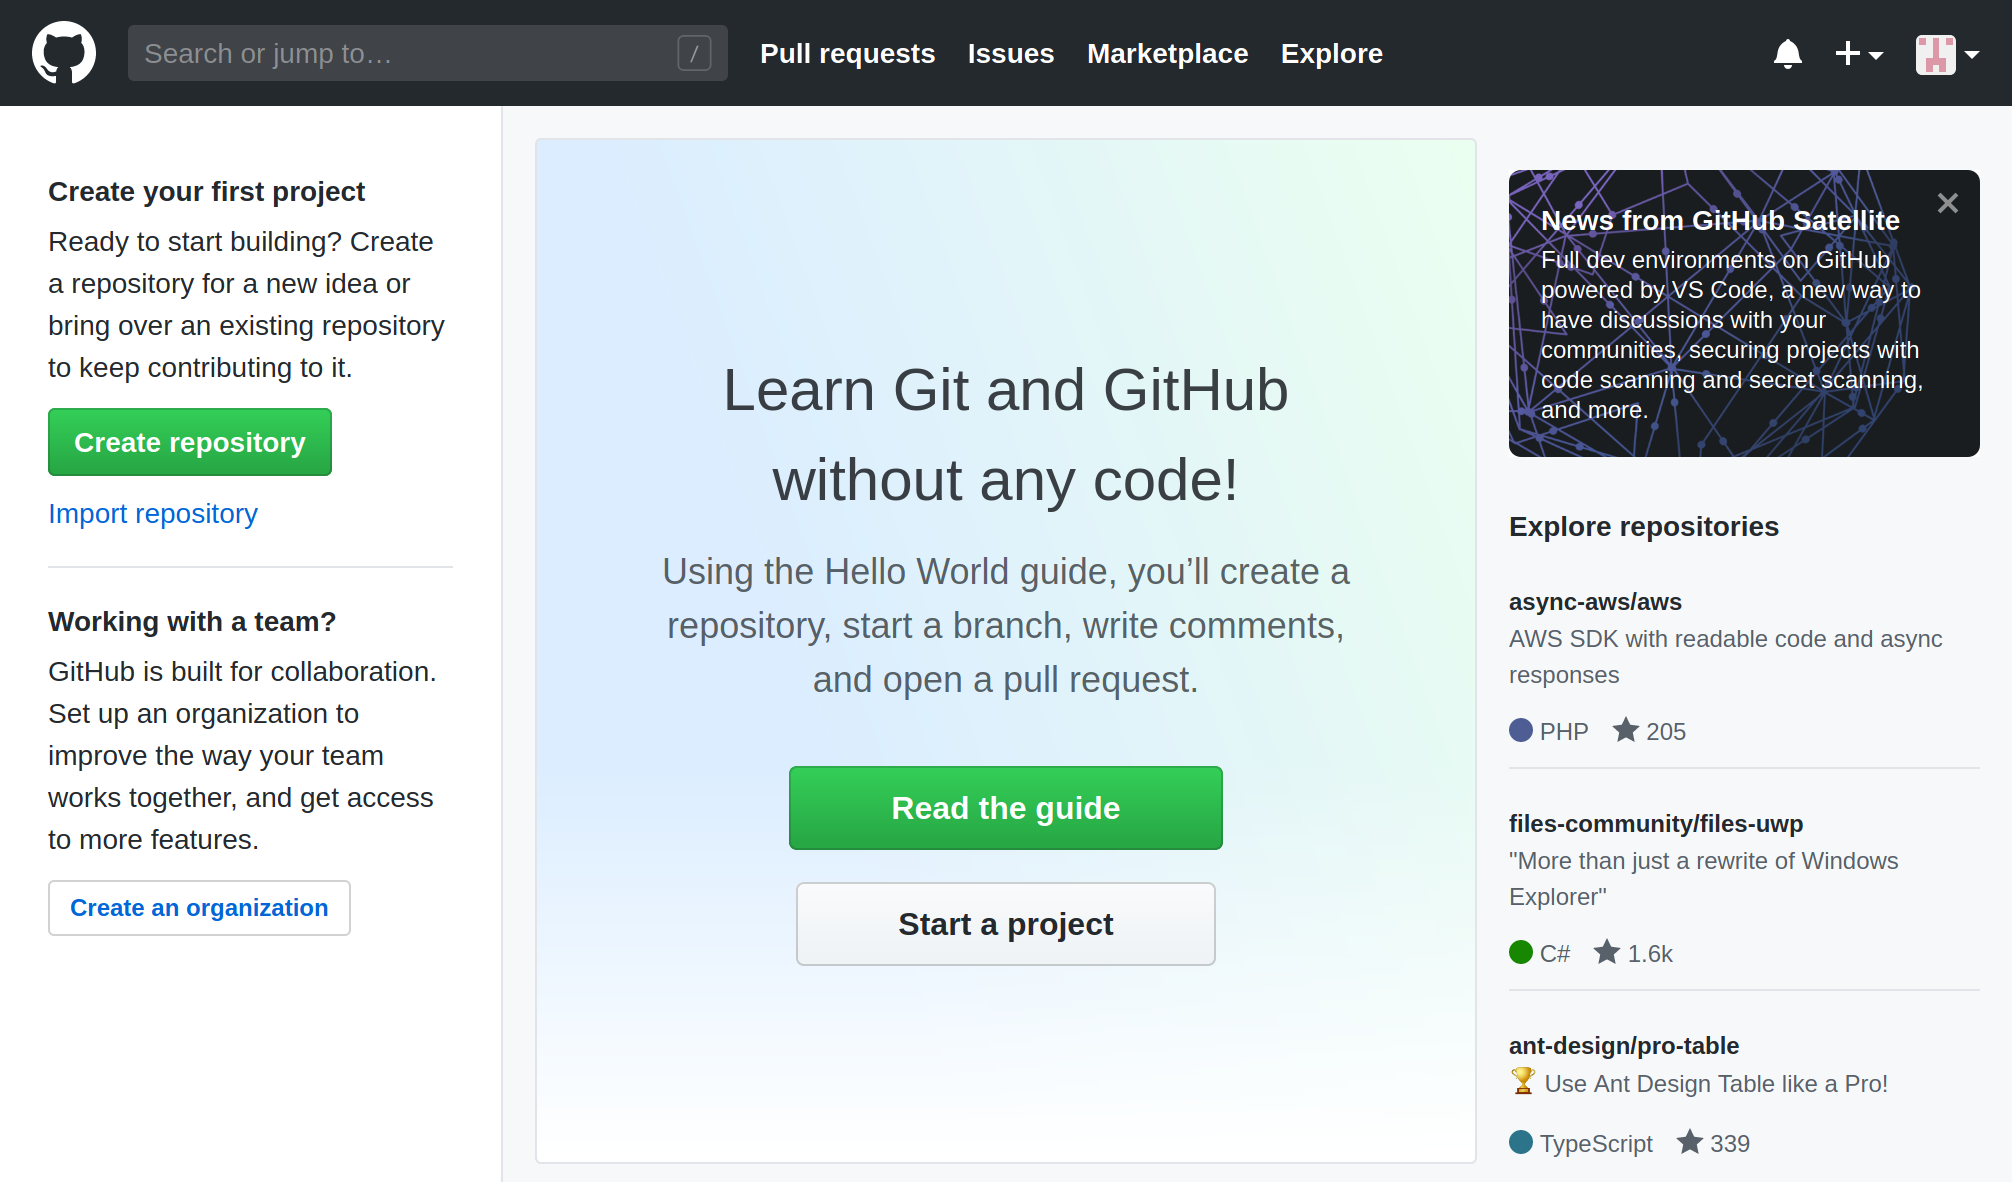 Search or jump to…
/
Pull requests
Issues
Marketplace
Explore
Create your first project
Ready to start building? Create
a repository for a new idea or
bring over an existing repository
to keep contributing to it.
Create repository
Import repository
Working with a team?
GitHub is built for collaboration.
Set up an organization to
improve the way your team
works together, and get access
to more features.
Create an organization
Learn Git and GitHub
without any code!
Using the Hello World guide, you’ll create a
repository, start a branch, write comments,
and open a pull request.
Read the guide
Start a project
News from GitHub Satellite
Full dev environments on GitHub
powered by VS Code, a new way to
have discussions with your
communities, securing projects with
code scanning and secret scanning,
and more.
Explore repositories
async-aws/aws
AWS SDK with readable code and async
responses
PHP 205
files-community/files-uwp
"More than just a rewrite of Windows
Explorer"
C# 1.6k
ant-design/pro-table
🏆 Use Ant Design Table like a Pro!
TypeScript 339